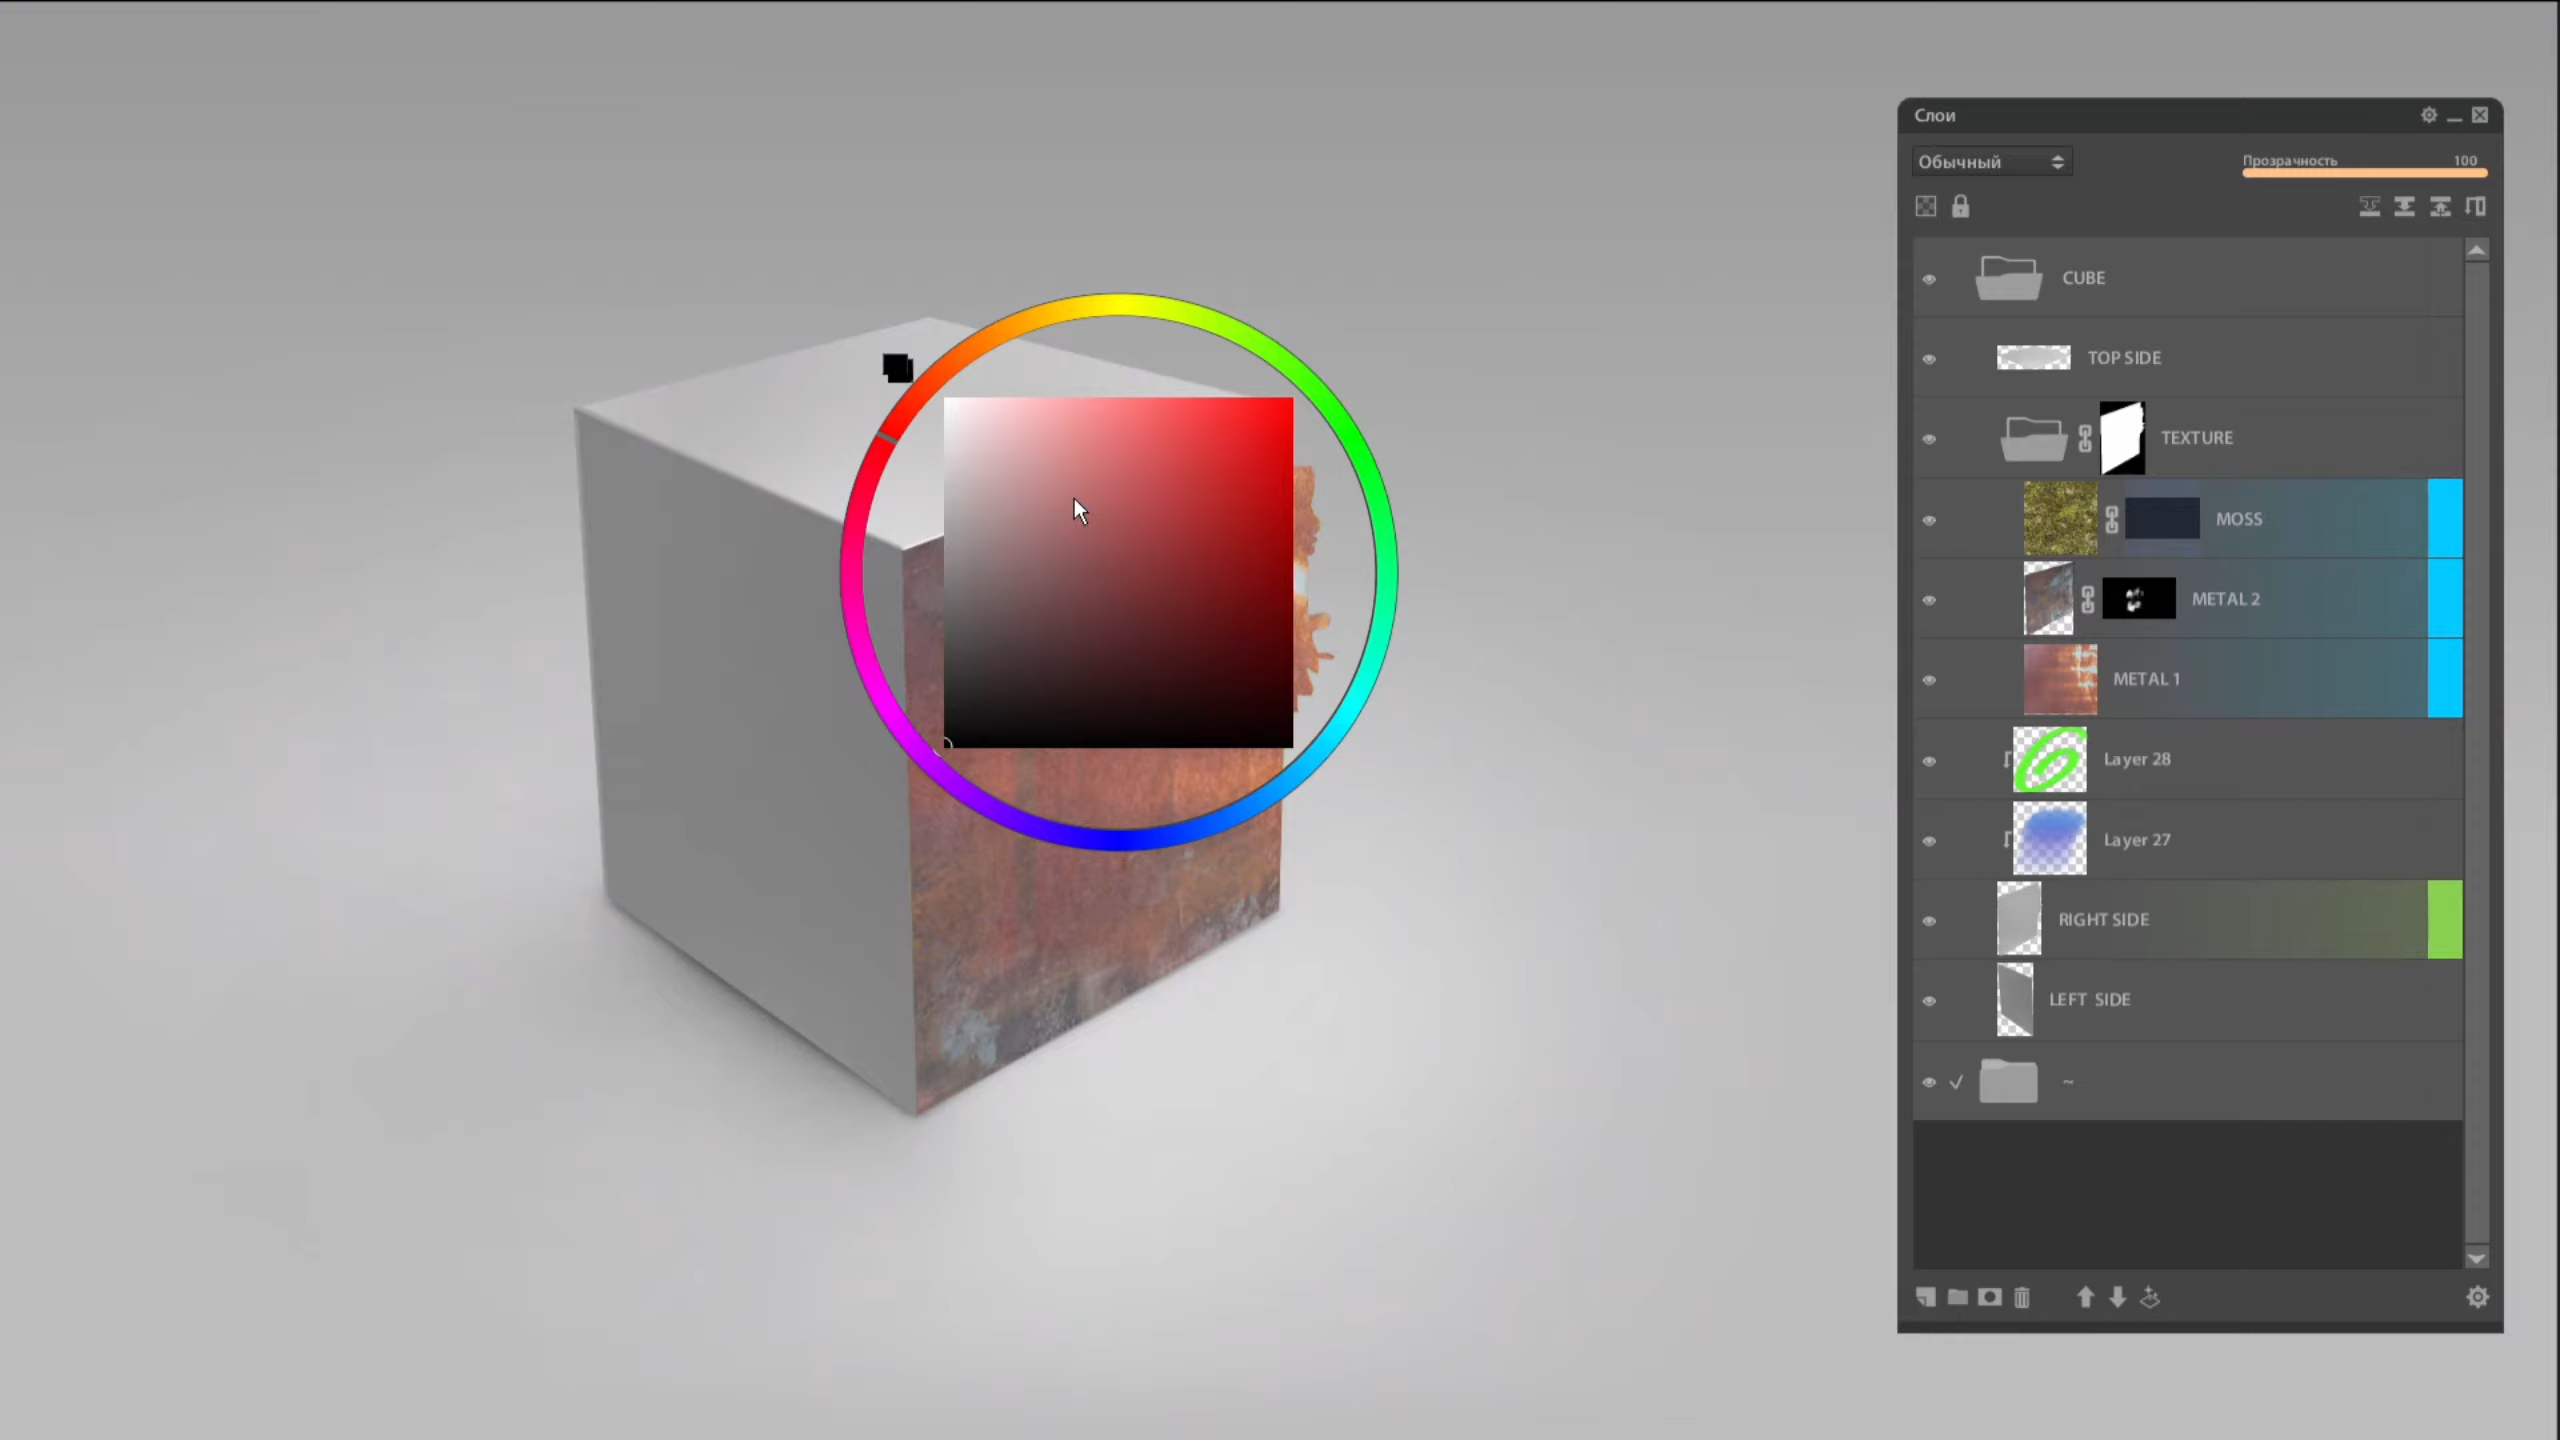 Слои
Обычный
Прозрачность 100
CUBE
TOP SIDE
TEXTURE
MOSS
METAL 2
METAL 1
Layer 28
Layer 27
RIGHT SIDE
LEFT SIDE
~